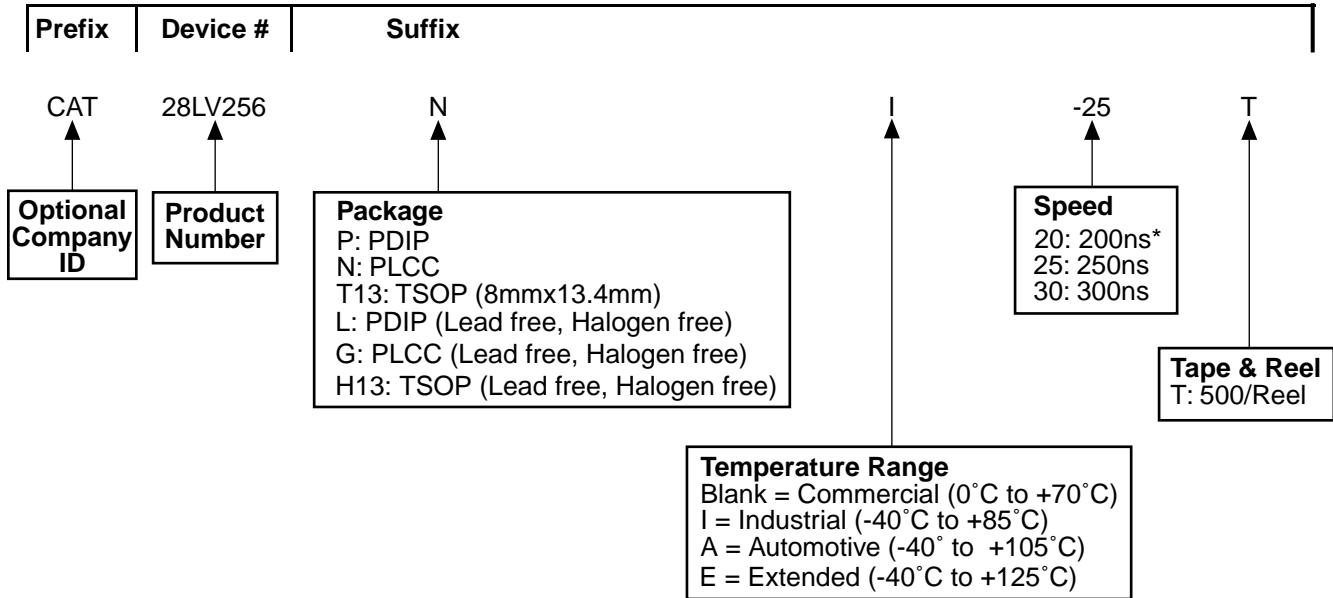 Prefix Device # Suffix
CAT 28LV256 N I -25 T
Optional
Company
ID
Product
Number
Package
P: PDIP
N: PLCC
T13: TSOP (8mmx13.4mm)
L: PDIP (Lead free, Halogen free)
G: PLCC (Lead free, Halogen free)
H13: TSOP (Lead free, Halogen free)
Speed
20: 200ns*
25: 250ns
30: 300ns
Tape & Reel
T: 500/Reel
Temperature Range
Blank = Commercial (0˚C to +70˚C)
I = Industrial (-40˚C to +85˚C)
A = Automotive (-40˚ to +105˚C)
E = Extended (-40˚C to +125˚C)